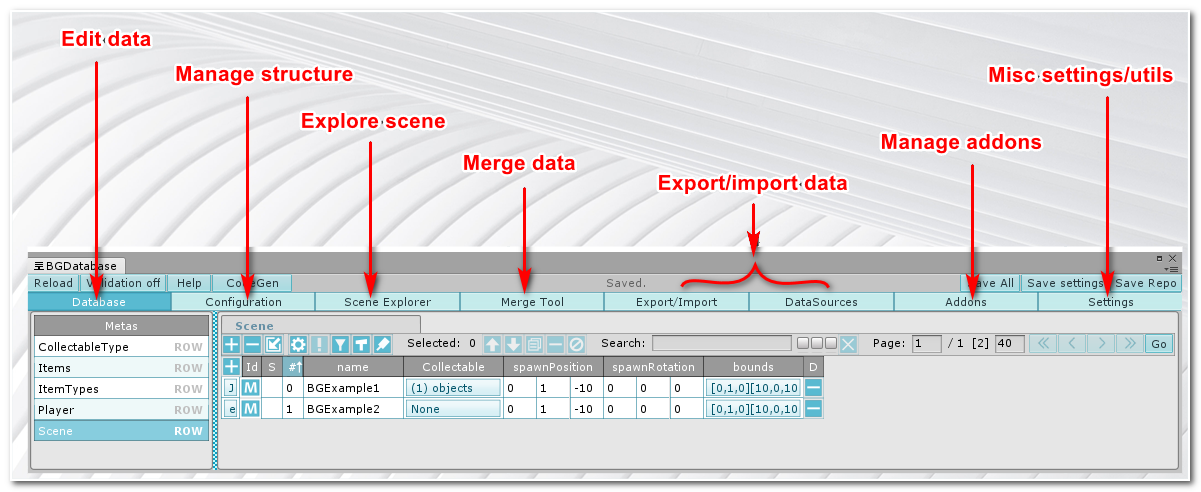 Edit data
Manage structure
Misc settings/utils
Explore scene
Manage addons
Merge data
Export/import data
BGDatabase
Reload Validation off Help CodeGen Saved. Save All Save settings Save Repo
Database Configuration Scene Explorer Merge Tool Export/Import DataSources Addons Settings
Metas
CollectableType ROW
Items ROW
ItemTypes ROW
Player ROW
Scene ROW
Scene
Selected: 0 Search: Page: 1 / 1 [2] 40 Go
Id S #↑ name Collectable spawnPosition spawnRotation bounds D
J M 0 BGExample1 (1) objects 0 1 -10 0 0 0 [0,1,0][10,0,10
e M 1 BGExample2 None 0 1 -10 0 0 0 [0,1,0][10,0,10